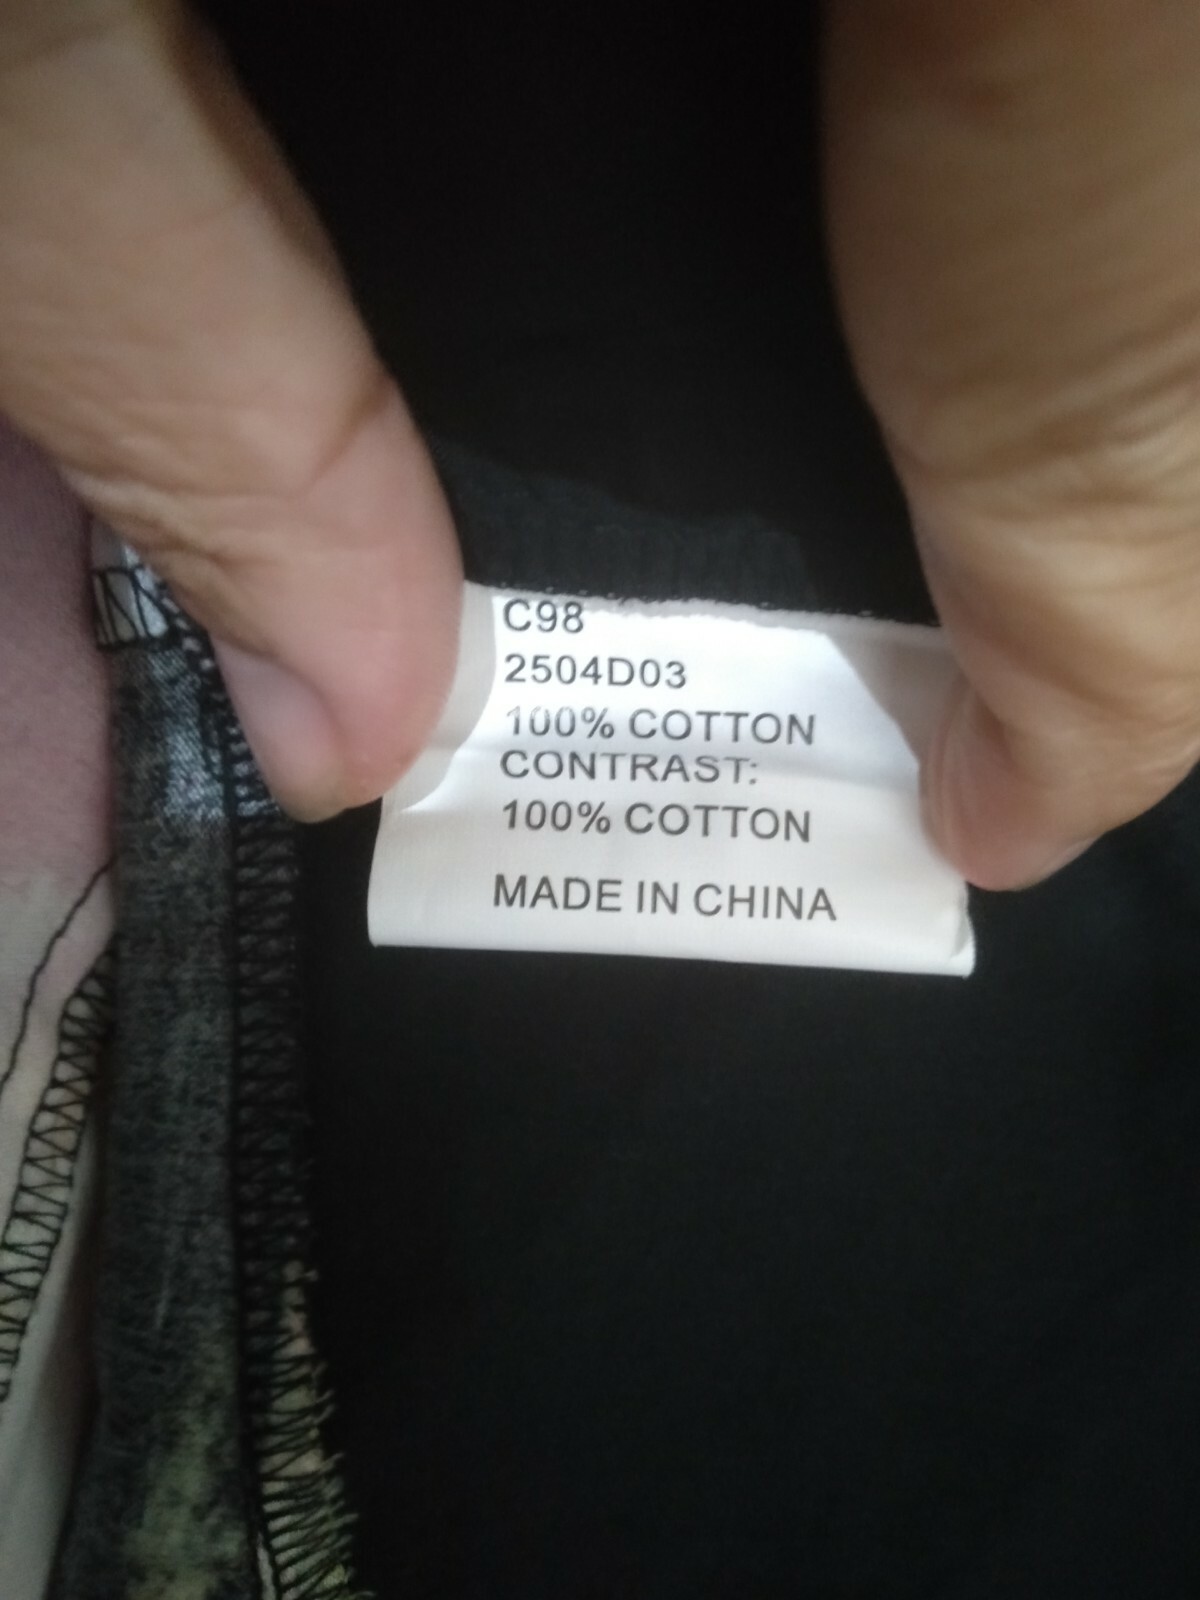 C98
2504D03
100% COTTON
CONTRAST:
100% COTTON
MADE IN CHINA